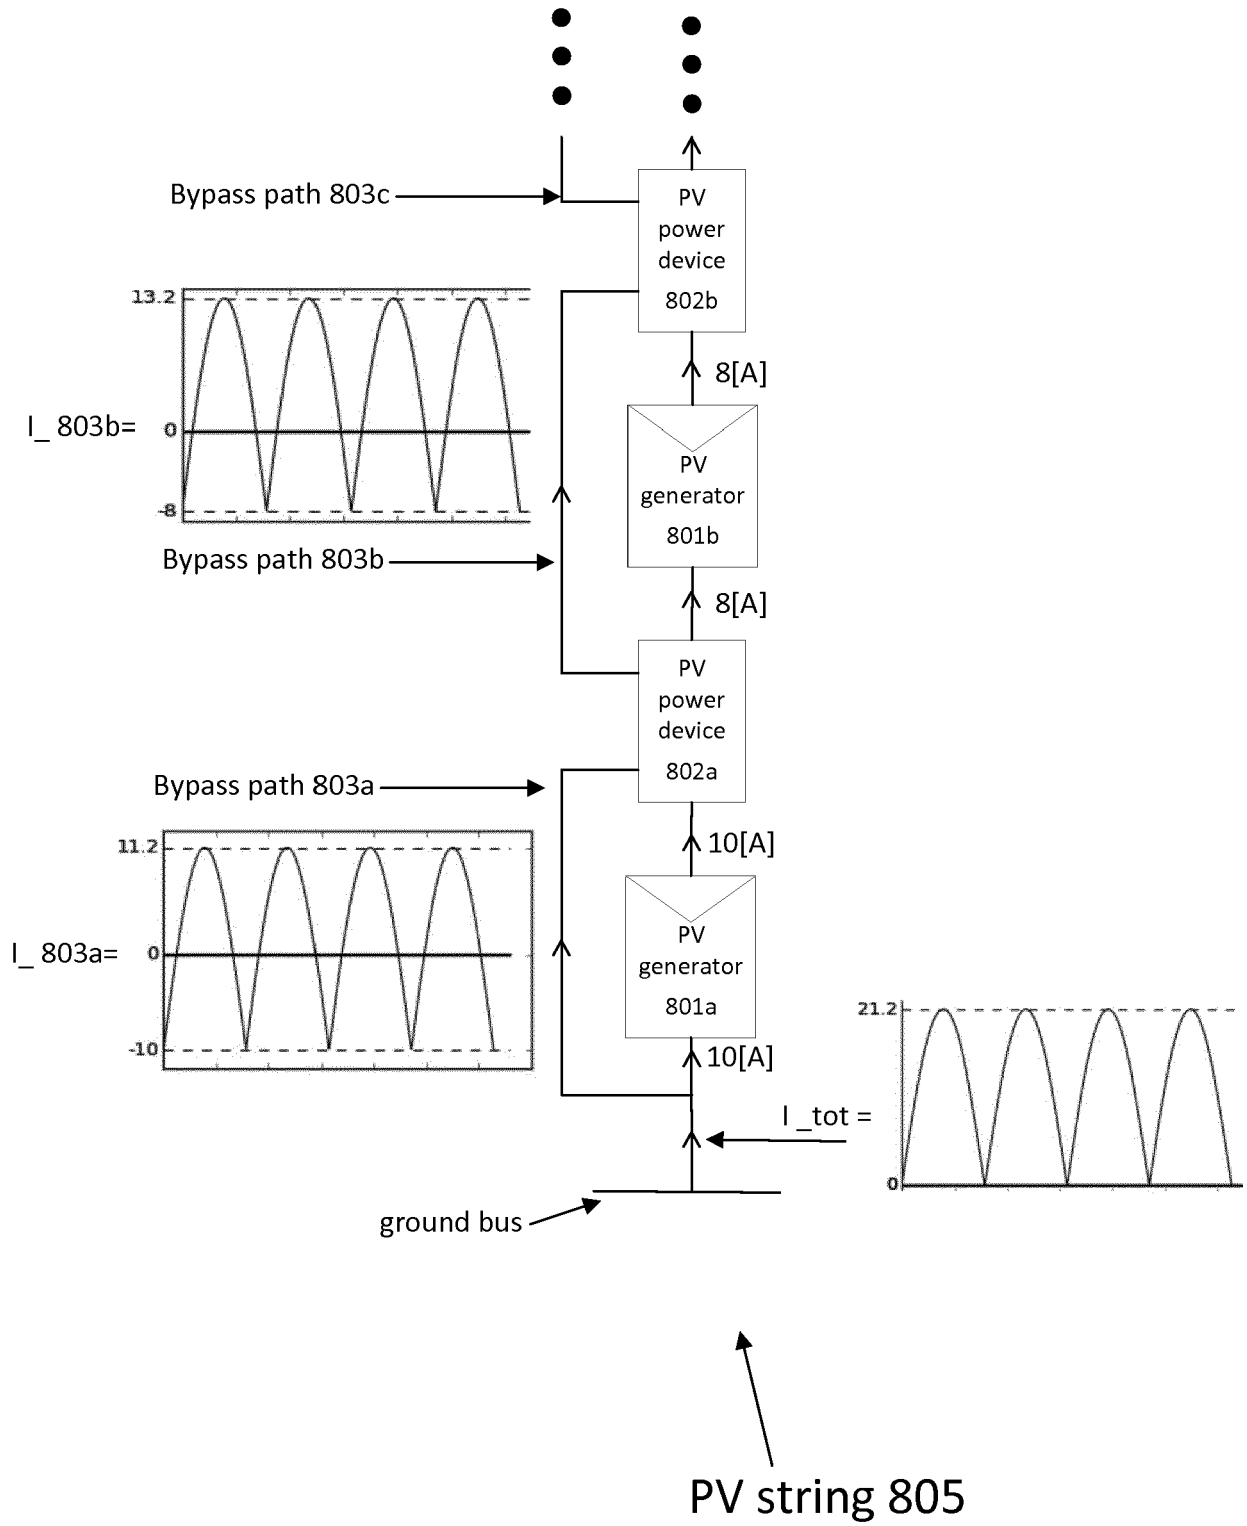 Bypass path 803c
PV
power
device
802b
13.2
I_ 803b=
0
-8
8[A]
PV
generator
801b
Bypass path 803b
8[A]
PV
power
device
802a
Bypass path 803a
11.2
I_ 803a=
0
-10
10[A]
PV
generator
801a
10[A]
21.2
I _tot =
0
ground bus
PV string 805